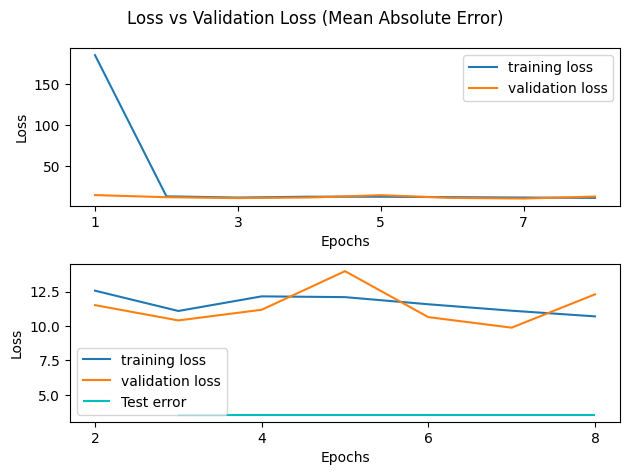 Loss vs Validation Loss (Mean Absolute Error)
150
100
50
Loss
training loss
validation loss
1
3
5
7
Epochs
12.5
10.0
7.5
5.0
Loss
training loss
validation loss
Test error
2
4
6
8
Epochs